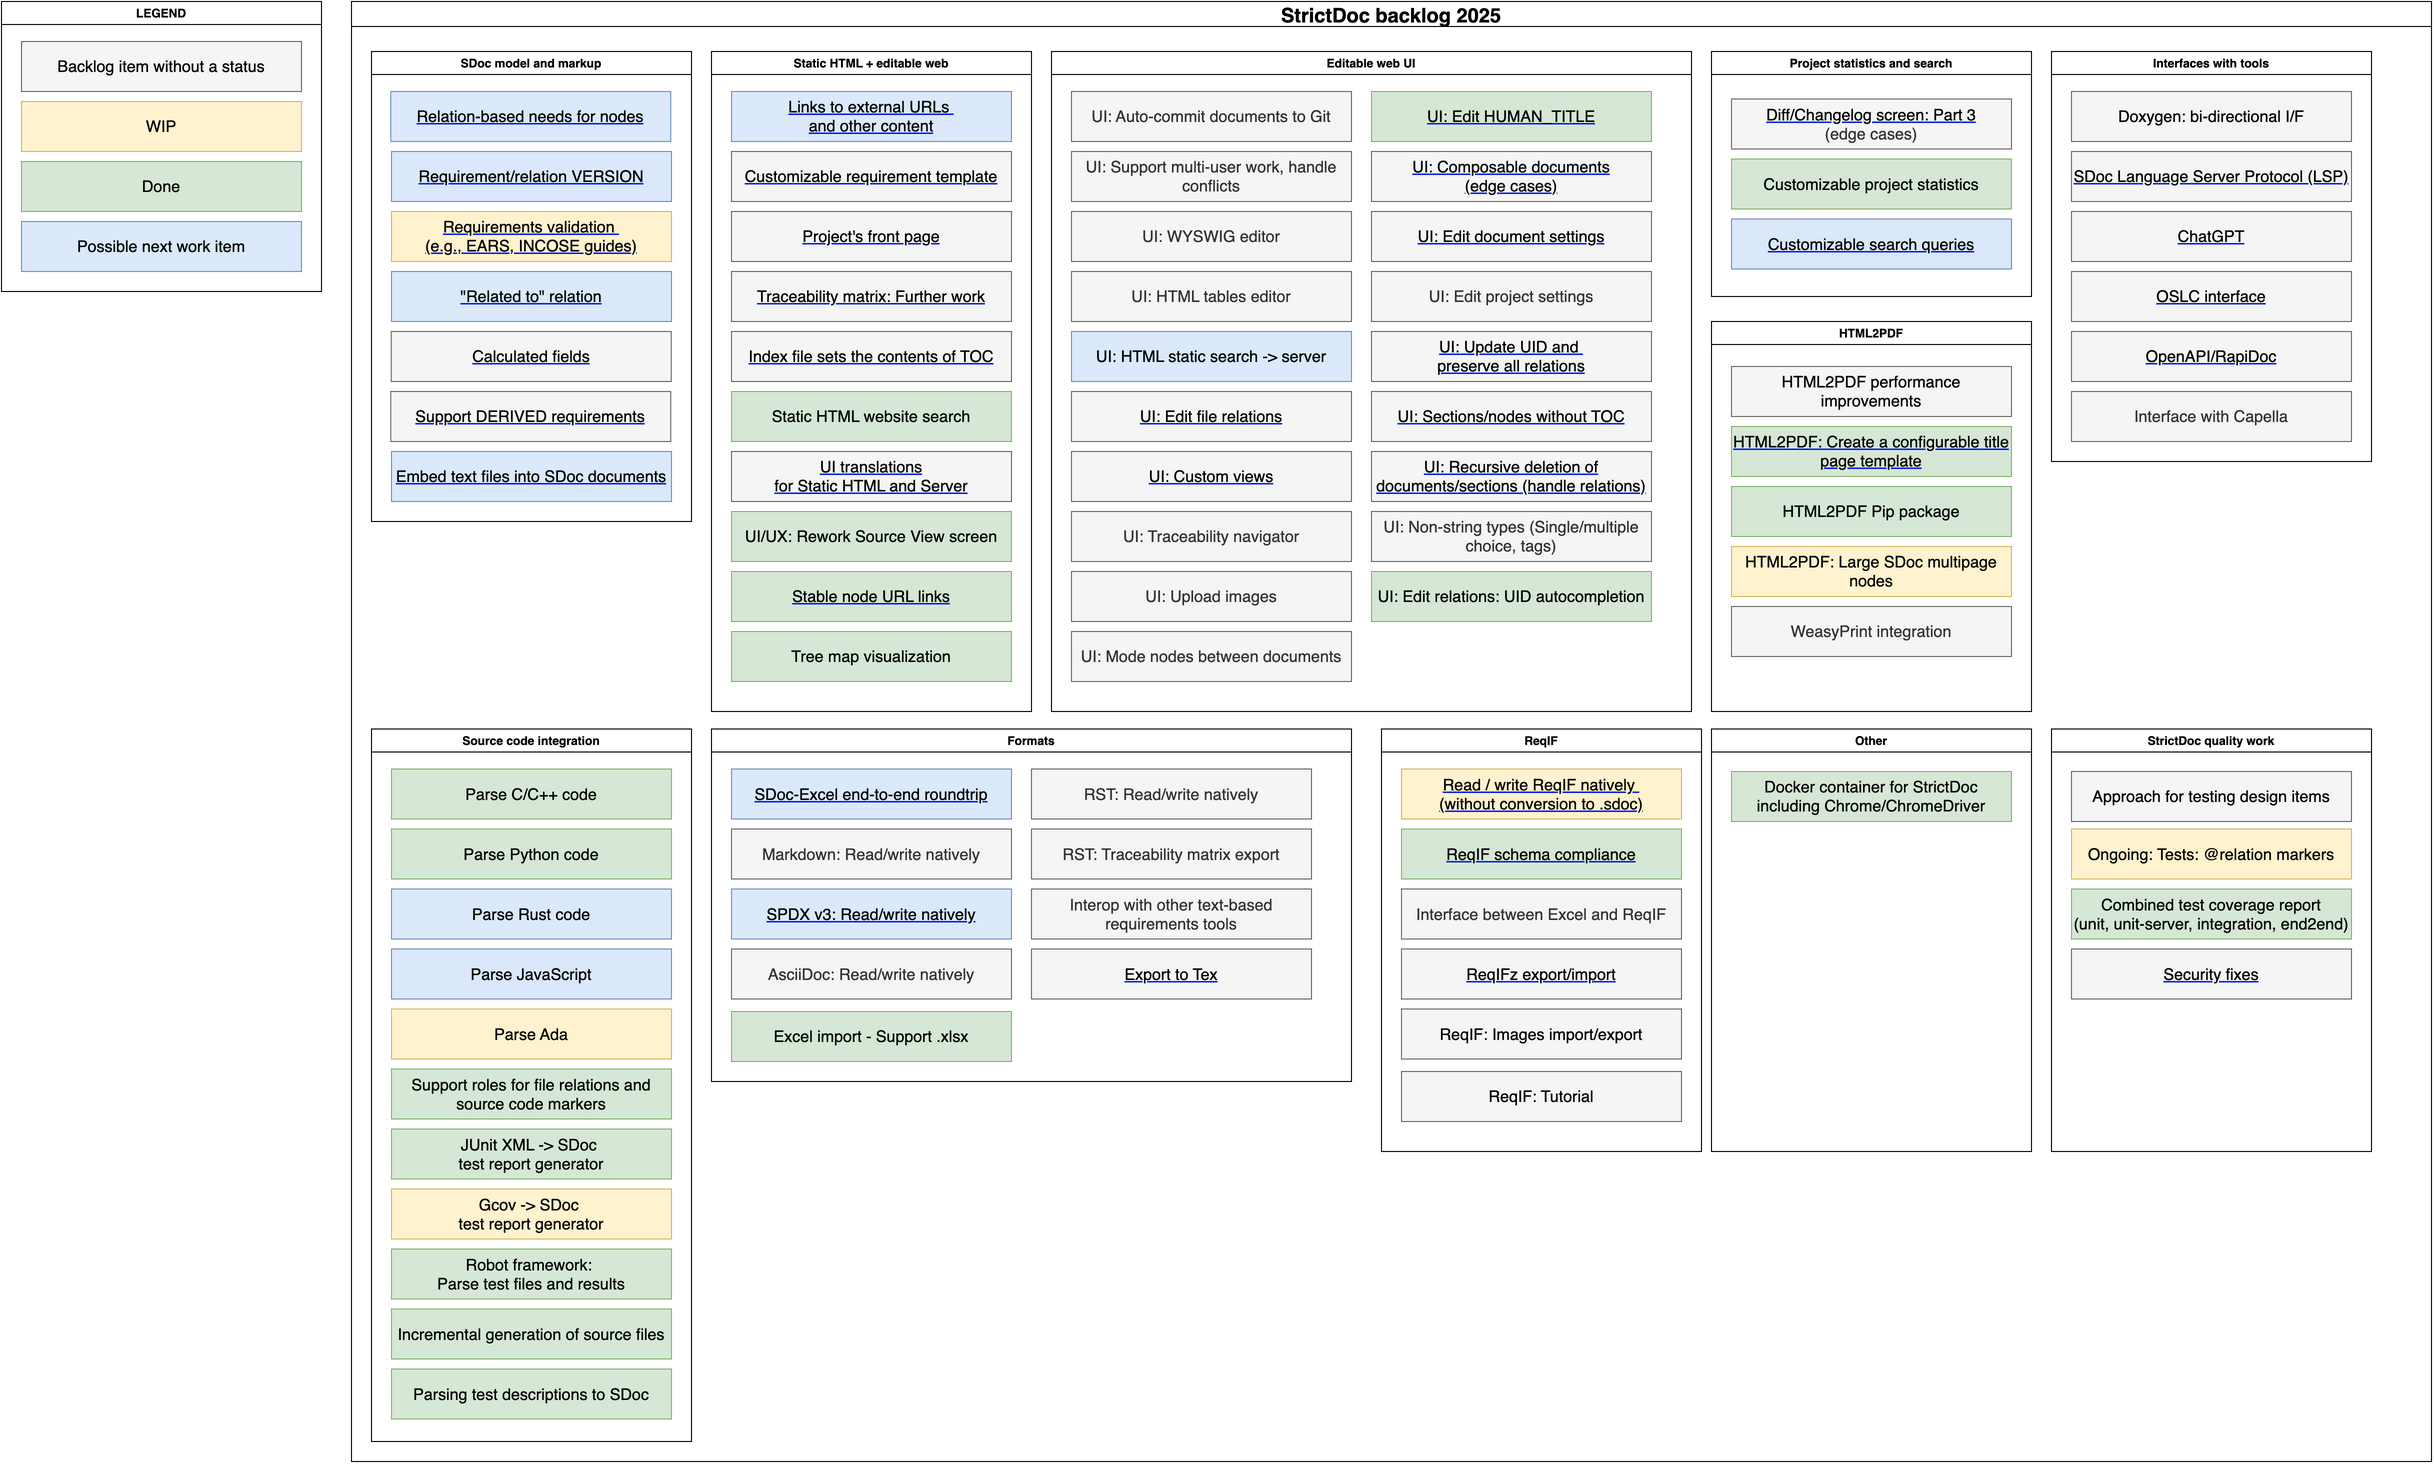 LEGEND
Backlog item without a status
WIP
Done
Possible next work item
StrictDoc backlog 2025
SDoc model and markup
Relation-based needs for nodes
Requirement/relation VERSION
Requirements validation
(e.g., EARS, INCOSE guides)
"Related to" relation
Calculated fields
Support DERIVED requirements
Embed text files into SDoc documents
Static HTML + editable web
Links to external URLs
and other content
Customizable requirement template
Project's front page
Traceability matrix: Further work
Index file sets the contents of TOC
Static HTML website search
UI translations
for Static HTML and Server
UI/UX: Rework Source View screen
Stable node URL links
Tree map visualization
Editable web UI
UI: Auto-commit documents to Git
UI: Support multi-user work, handle
conflicts
UI: WYSWIG editor
UI: HTML tables editor
UI: HTML static search -> server
UI: Edit file relations
UI: Custom views
UI: Traceability navigator
UI: Upload images
UI: Mode nodes between documents
UI: Edit HUMAN_TITLE
UI: Composable documents
(edge cases)
UI: Edit document settings
UI: Edit project settings
UI: Update UID and
preserve all relations
UI: Sections/nodes without TOC
UI: Recursive deletion of
documents/sections (handle relations)
UI: Non-string types (Single/multiple
choice, tags)
UI: Edit relations: UID autocompletion
Project statistics and search
Diff/Changelog screen: Part 3
(edge cases)
Customizable project statistics
Customizable search queries
HTML2PDF
HTML2PDF performance
improvements
HTML2PDF: Create a configurable title
page template
HTML2PDF Pip package
HTML2PDF: Large SDoc multipage
nodes
WeasyPrint integration
Interfaces with tools
Doxygen: bi-directional I/F
SDoc Language Server Protocol (LSP)
ChatGPT
OSLC interface
OpenAPI/RapiDoc
Interface with Capella
Source code integration
Parse C/C++ code
Parse Python code
Parse Rust code
Parse JavaScript
Parse Ada
Support roles for file relations and
source code markers
JUnit XML -> SDoc
test report generator
Gcov -> SDoc
test report generator
Robot framework:
Parse test files and results
Incremental generation of source files
Parsing test descriptions to SDoc
Formats
SDoc-Excel end-to-end roundtrip
Markdown: Read/write natively
SPDX v3: Read/write natively
AsciiDoc: Read/write natively
Excel import - Support .xlsx
RST: Read/write natively
RST: Traceability matrix export
Interop with other text-based
requirements tools
Export to Tex
ReqIF
Read / write ReqIF natively
(without conversion to .sdoc)
ReqIF schema compliance
Interface between Excel and ReqIF
ReqIFz export/import
ReqIF: Images import/export
ReqIF: Tutorial
Other
Docker container for StrictDoc
including Chrome/ChromeDriver
StrictDoc quality work
Approach for testing design items
Ongoing: Tests: @relation markers
Combined test coverage report
(unit, unit-server, integration, end2end)
Security fixes